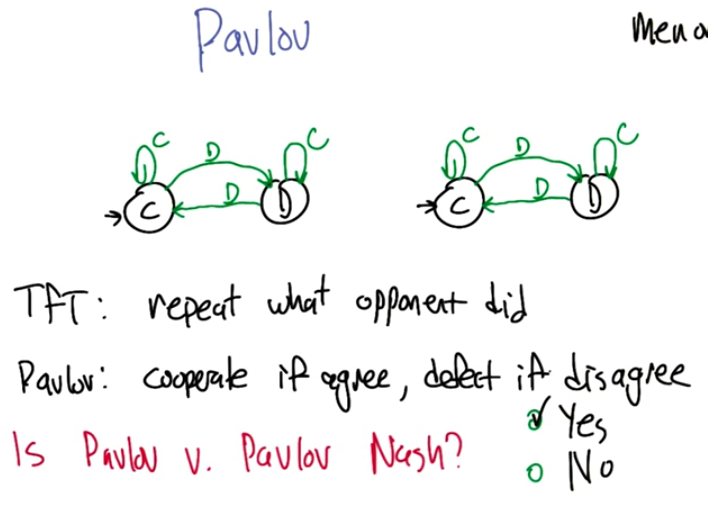 Pavlov
Mena
C D C C D C
C D D C D D
TFT: repeat what opponent did
Pavlov: cooperate if agree, defect if disagree
Is Pavlov v. Pavlov Nash?
Yes
No